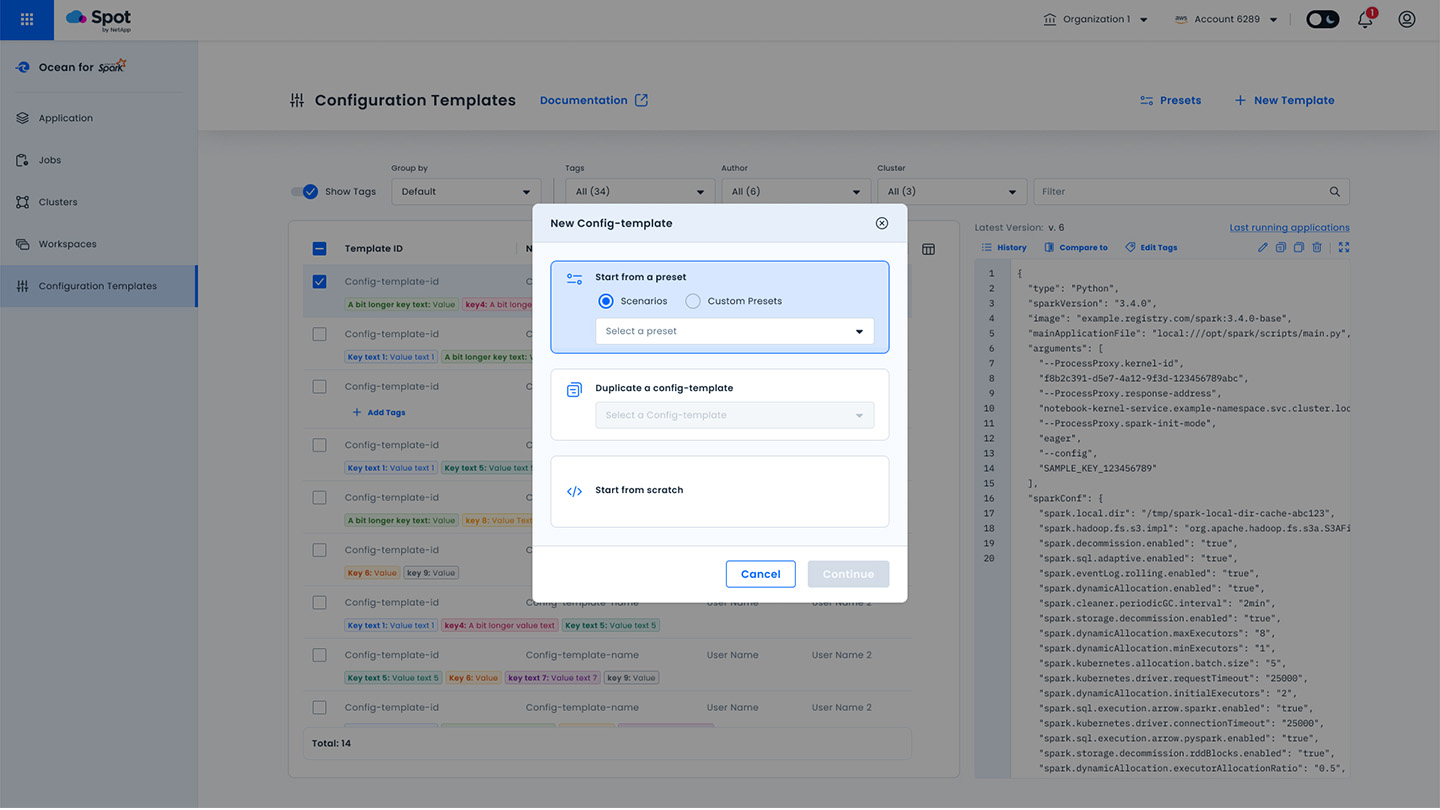 Spot
by NetApp
Organization 1
aws
Account 6289
1
Ocean for Spark
Application
Jobs
Clusters
Workspaces
Configuration Templates
Configuration Templates
Documentation
Presets
New Template
Show Tags
Group by
Default
Tags
All (34)
Author
All (6)
Cluster
All (3)
Filter
Template ID
N
Config-template-id
C
A bit longer key text: Value
key4: A bit longer
Config-template-id
C
Key text 1: Value text 1
A bit longer key text:
Config-template-id
C
Add Tags
Config-template-id
C
Key text 1: Value text 1
Key text 5: Value text
Config-template-id
C
A bit longer key text: Value
key 8: Value Text
Config-template-id
C
Key 6: Value
key 9: Value
Config-template-id
Config-template-name
User Name
User Name 2
Key text 1: Value text 1
key4: A bit longer value text
Key text 5: Value text 5
Config-template-id
Config-template-name
User Name
User Name 2
Key text 5: Value text 5
Key 6: Value
key text 7: Value text 7
key 9: Value
Config-template-id
Config-template-name
User Name
User Name 2
Total: 14
New Config-template
Start from a preset
Scenarios
Custom Presets
Select a preset
Duplicate a config-template
Select a Config-template
</>
Start from scratch
Cancel
Continue
Latest Version: v. 6
Last running applications
History
Compare to
Edit Tags
1 {
2 "type": "Python",
3 "sparkVersion": "3.4.0",
4 "image": "example.registry.com/spark:3.4.0-base",
5 "mainApplicationFile": "local:///opt/spark/scripts/main.py",
6 "arguments": [
7 "--ProcessProxy.kernel-id",
8 "f8b2c391-d5e7-4a12-9f3d-123456789abc",
9 "--ProcessProxy.response-address",
10 "notebook-kernel-service.example-namespace.svc.cluster.loc
11 "--ProcessProxy.spark-init-mode",
12 "eager",
13 "--config",
14 "SAMPLE_KEY_123456789"
15 ],
16 "sparkConf": {
17 "spark.local.dir": "/tmp/spark-local-dir-cache-abc123",
18 "spark.hadoop.fs.s3.impl": "org.apache.hadoop.fs.s3a.S3AFi
19 "spark.decommission.enabled": "true",
20 "spark.sql.adaptive.enabled": "true",
"spark.eventLog.rolling.enabled": "true",
"spark.dynamicAllocation.enabled": "true",
"spark.cleaner.periodicGC.interval": "2min",
"spark.storage.decommission.enabled": "true",
"spark.dynamicAllocation.maxExecutors": "8",
"spark.dynamicAllocation.minExecutors": "1",
"spark.kubernetes.allocation.batch.size": "5",
"spark.kubernetes.driver.requestTimeout": "25000",
"spark.dynamicAllocation.initialExecutors": "2",
"spark.sql.execution.arrow.sparkr.enabled": "true",
"spark.kubernetes.driver.connectionTimeout": "25000",
"spark.sql.execution.arrow.pyspark.enabled": "true",
"spark.storage.decommission.rddBlocks.enabled": "true",
"spark.dynamicAllocation.executorAllocationRatio": "0.5",